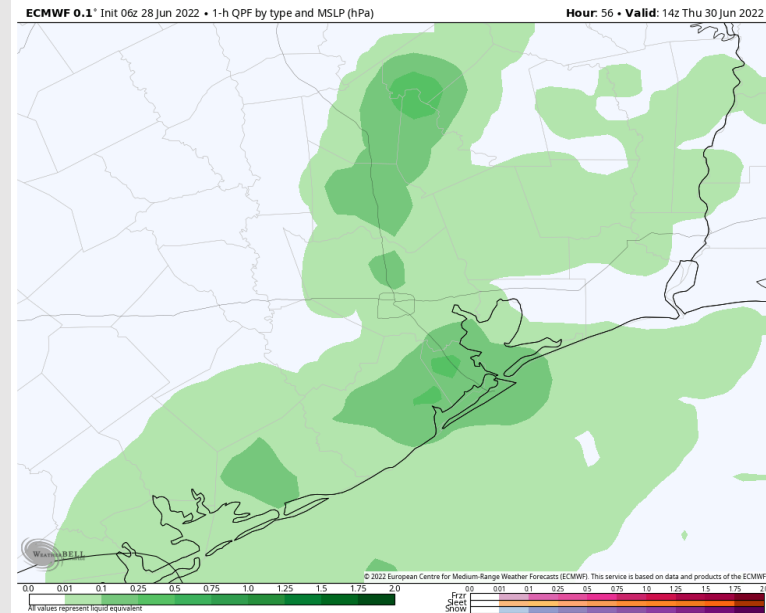 ECMWF 0.1° Init 06z 28 Jun 2022 • 1-h QPF by type and MSLP (hPa)
Hour: 56 • Valid: 14z Thu 30 Jun 2022
WEATHERBELL
© 2022 European Centre for Medium-Range Weather Forecasts (ECMWF). This service is based on data and products of the ECMWF
0.0 0.01 0.1 0.25 0.5 0.75 1.0 1.25 1.5 1.75 2.0
All values represent liquid equivalent
0.0 0.01 0.1 0.25 0.5 0.75 1.0 1.25 1.5 1.75 2.
Frzr
Sleet
Snow